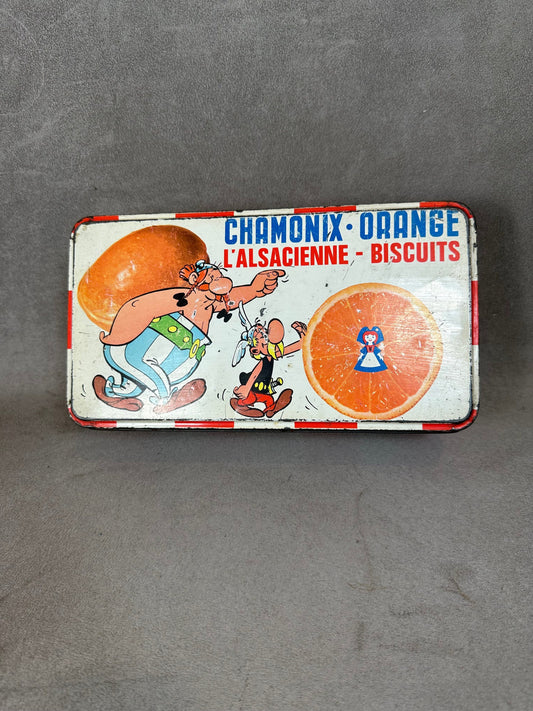 CHAMONIX · ORANGE
L'ALSACIENNE - BISCUITS